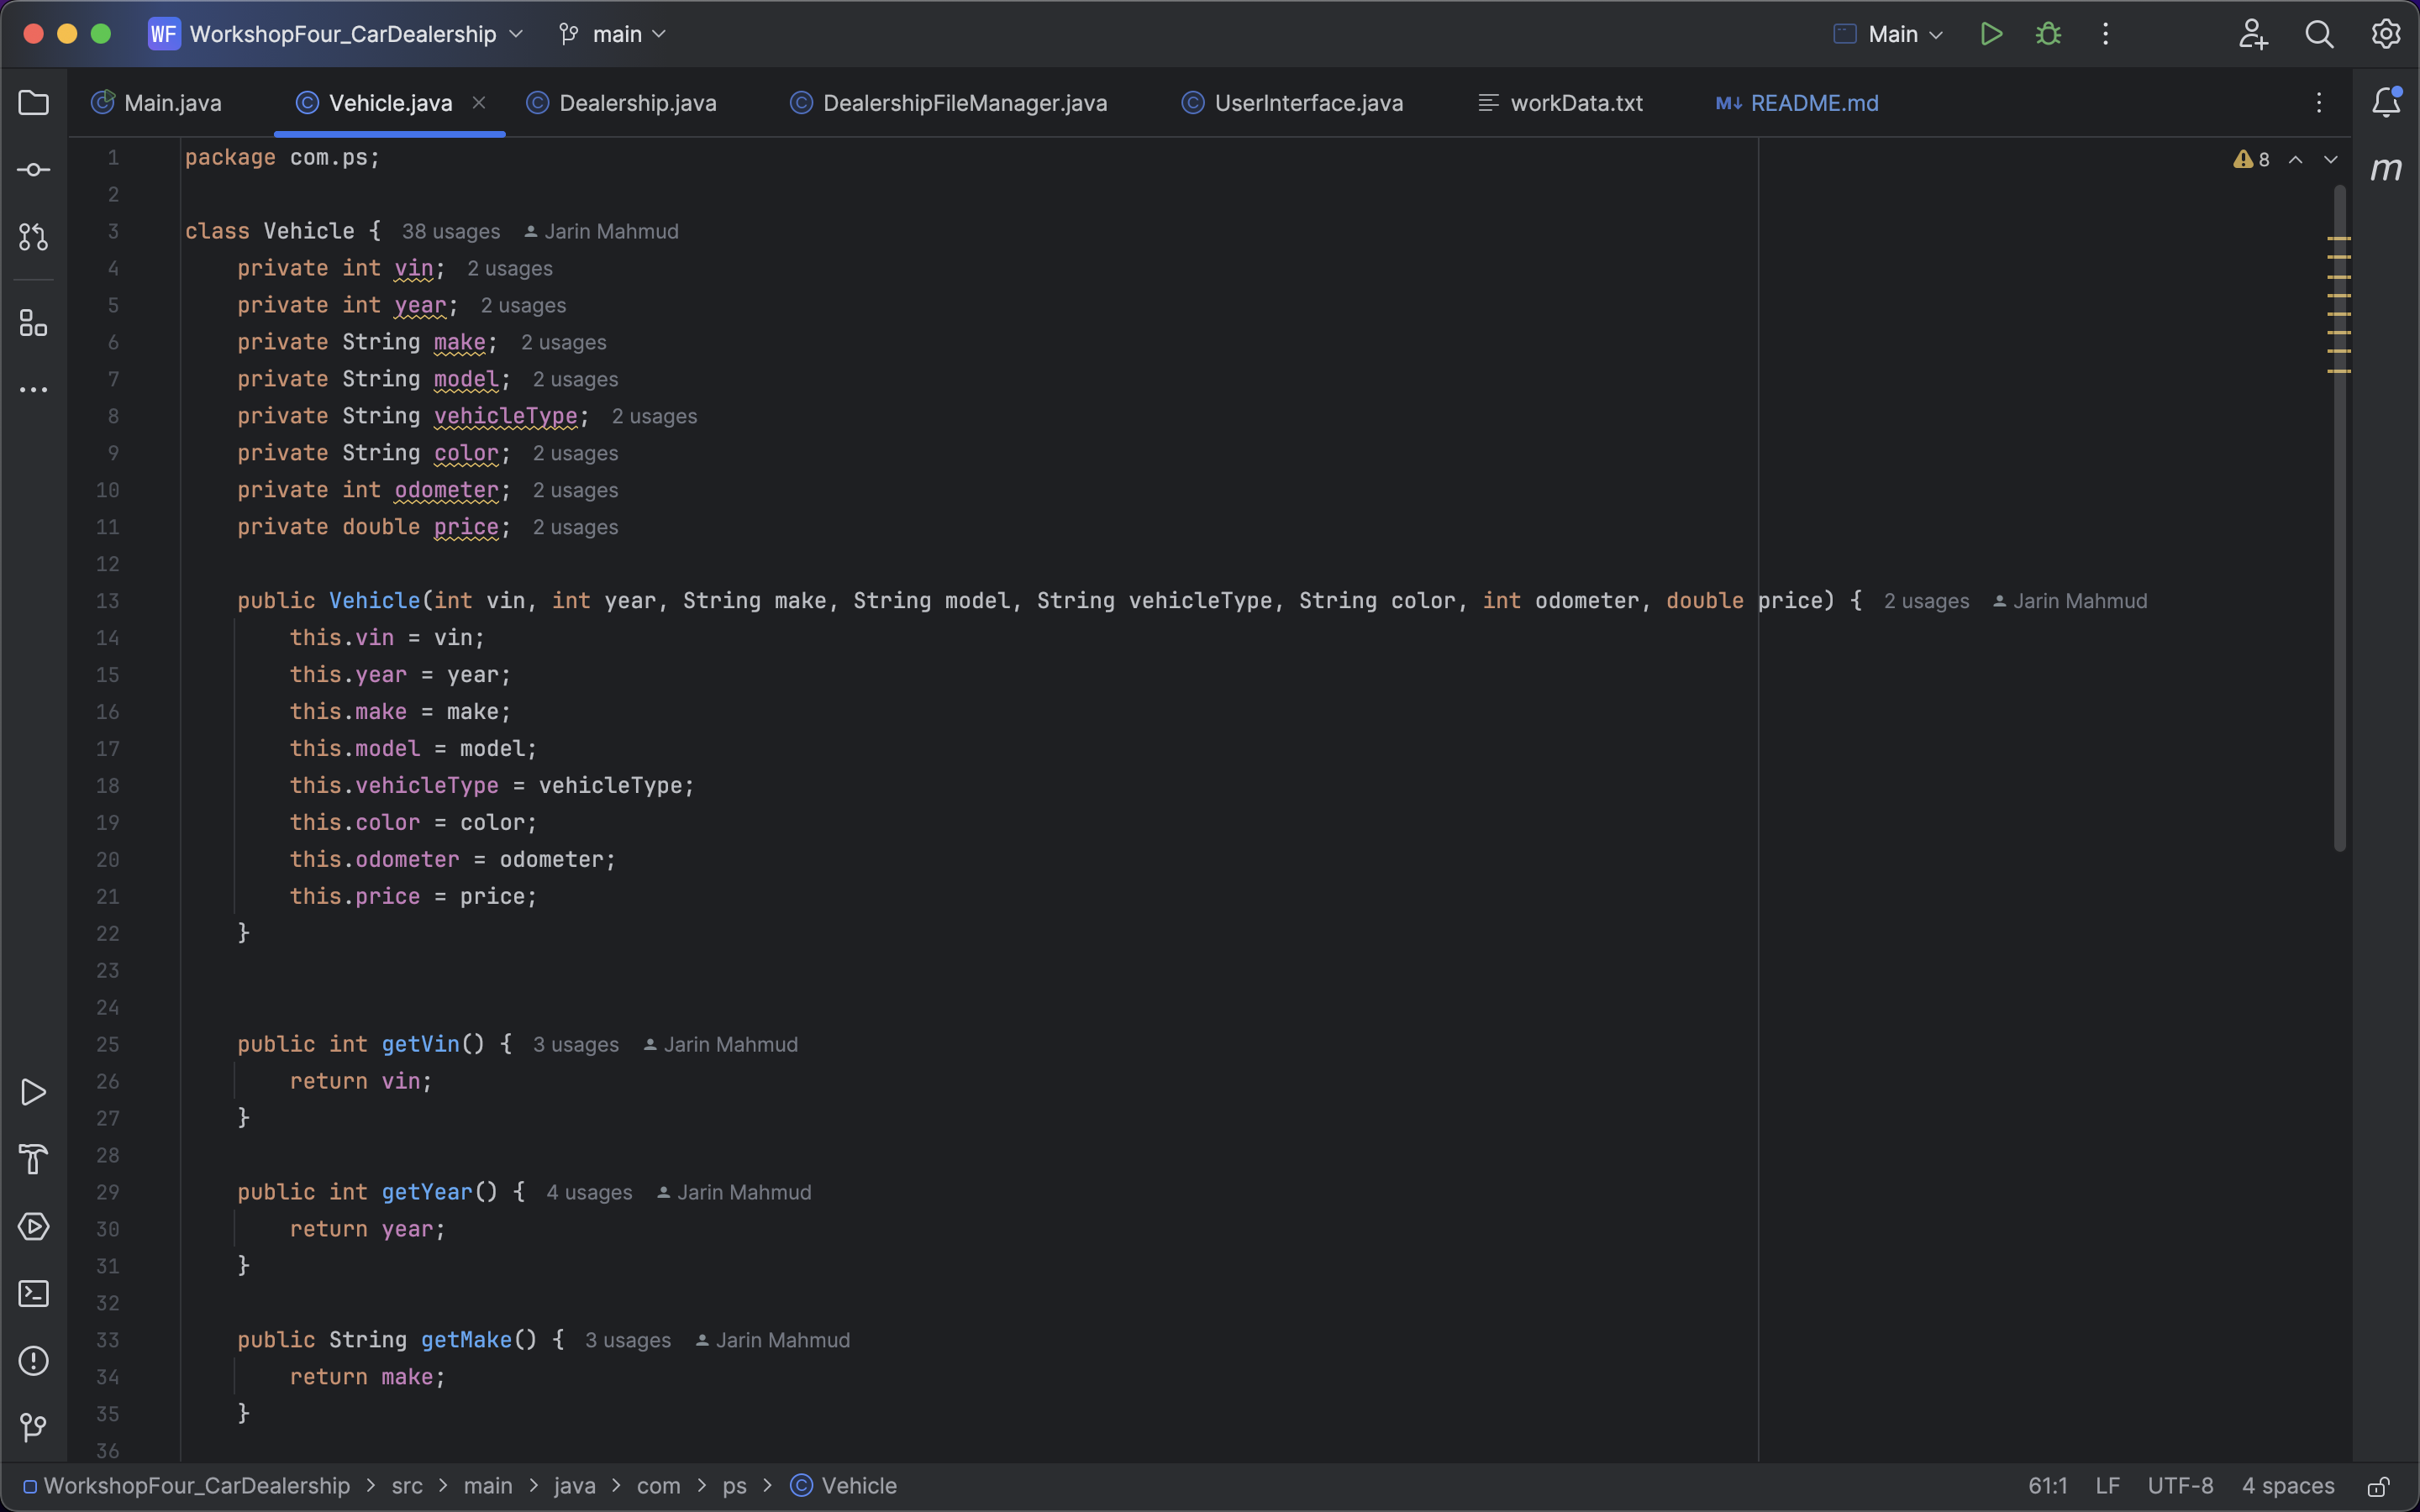 WF WorkshopFour_CarDealership main Main
Main.java Vehicle.java Dealership.java DealershipFileManager.java UserInterface.java workData.txt M↓ README.md
1 package com.ps; 8
2
3 class Vehicle { 38 usages Jarin Mahmud
4 private int vin; 2 usages
5 private int year; 2 usages
6 private String make; 2 usages
7 private String model; 2 usages
8 private String vehicleType; 2 usages
9 private String color; 2 usages
10 private int odometer; 2 usages
11 private double price; 2 usages
12
13 public Vehicle(int vin, int year, String make, String model, String vehicleType, String color, int odometer, double price) { 2 usages Jarin Mahmud
14 this.vin = vin;
15 this.year = year;
16 this.make = make;
17 this.model = model;
18 this.vehicleType = vehicleType;
19 this.color = color;
20 this.odometer = odometer;
21 this.price = price;
22 }
23
24
25 public int getVin() { 3 usages Jarin Mahmud
26 return vin;
27 }
28
29 public int getYear() { 4 usages Jarin Mahmud
30 return year;
31 }
32
33 public String getMake() { 3 usages Jarin Mahmud
34 return make;
35 }
36
WorkshopFour_CarDealership > src > main > java > com > ps > Vehicle 61:1 LF UTF-8 4 spaces